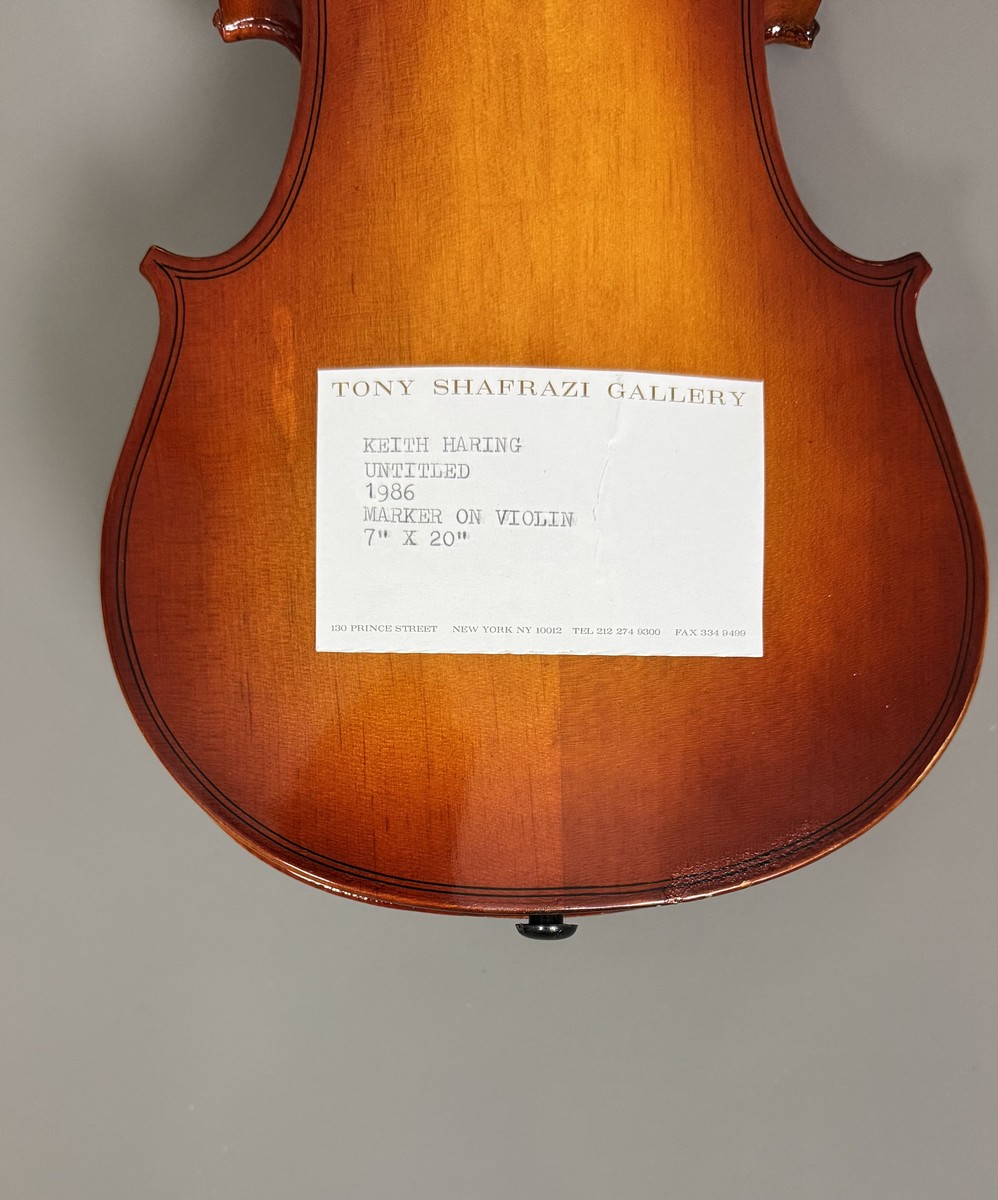 TONY SHAFRAZI GALLERY
KEITH HARING
UNTITLED
1986
MARKER ON VIOLIN
7" X 20"
130 PRINCE STREET NEW YORK NY 10012 TEL 212 274 9300 FAX 334 9499